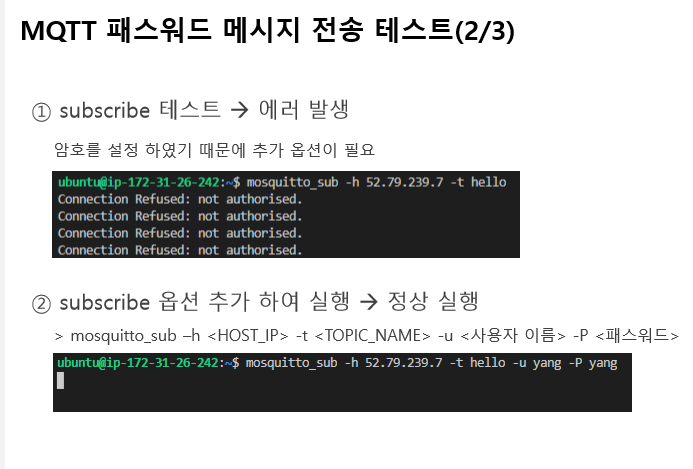 MQTT 패스워드 메시지 전송 테스트(2/3)
① subscribe 테스트 → 에러 발생
암호를 설정 하였기 때문에 추가 옵션이 필요
ubuntu@ip-172-31-26-242:~$ mosquitto_sub -h 52.79.239.7 -t hello
Connection Refused: not authorised.
Connection Refused: not authorised.
Connection Refused: not authorised.
Connection Refused: not authorised.
② subscribe 옵션 추가 하여 실행 → 정상 실행
> mosquitto_sub –h <HOST_IP> -t <TOPIC_NAME> -u <사용자 이름> -P <패스워드>
ubuntu@ip-172-31-26-242:~$ mosquitto_sub -h 52.79.239.7 -t hello -u yang -P yang